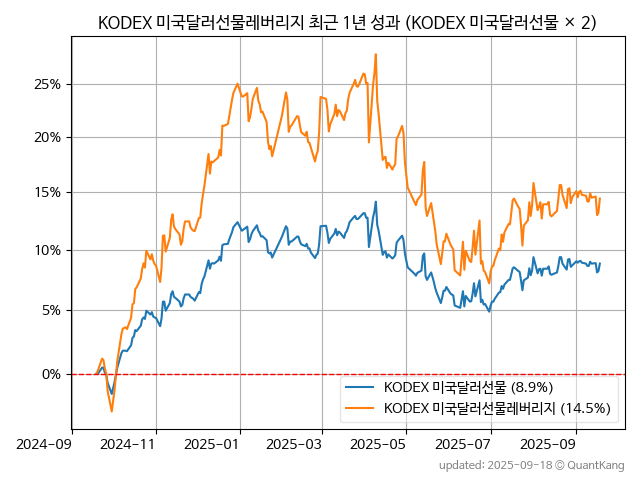 KODEX 미국달러선물레버리지 최근 1년 성과 (KODEX 미국달러선물 × 2)
25%
20%
15%
10%
5%
0%
KODEX 미국달러선물 (8.9%)
KODEX 미국달러선물레버리지 (14.5%)
2024-09 2024-11 2025-01 2025-03 2025-05 2025-07 2025-09
updated: 2025-09-18 © QuantKang